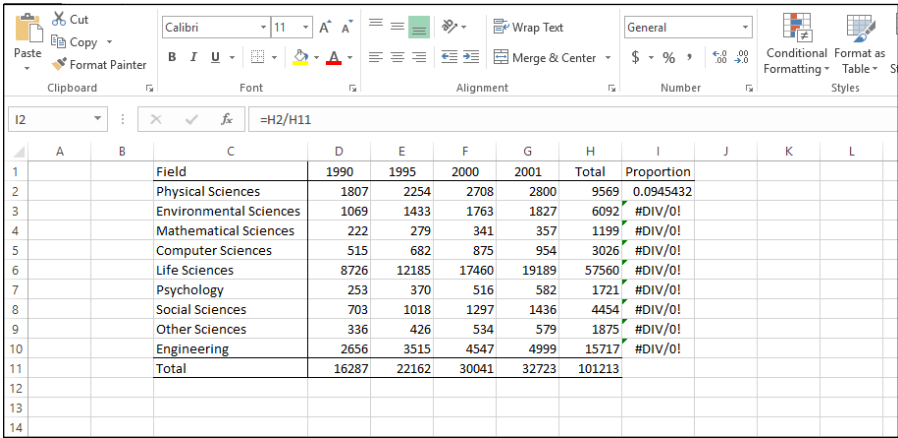 Cut
Copy
Format Painter
Paste
Clipboard
Calibri 11 A A
B I U A
Font
Wrap Text
Merge & Center
Alignment
General
$ % , .0 .00 .00 .0
Number
Conditional Formatting
Format as Table
Styles
I2 fx =H2/H11
A B C D E F G H I J K L
1 Field 1990 1995 2000 2001 Total Proportion
2 Physical Sciences 1807 2254 2708 2800 9569 0.0945432
3 Environmental Sciences 1069 1433 1763 1827 6092 #DIV/0!
4 Mathematical Sciences 222 279 341 357 1199 #DIV/0!
5 Computer Sciences 515 682 875 954 3026 #DIV/0!
6 Life Sciences 8726 12185 17460 19189 57560 #DIV/0!
7 Psychology 253 370 516 582 1721 #DIV/0!
8 Social Sciences 703 1018 1297 1436 4454 #DIV/0!
9 Other Sciences 336 426 534 579 1875 #DIV/0!
10 Engineering 2656 3515 4547 4999 15717 #DIV/0!
11 Total 16287 22162 30041 32723 101213
12
13
14